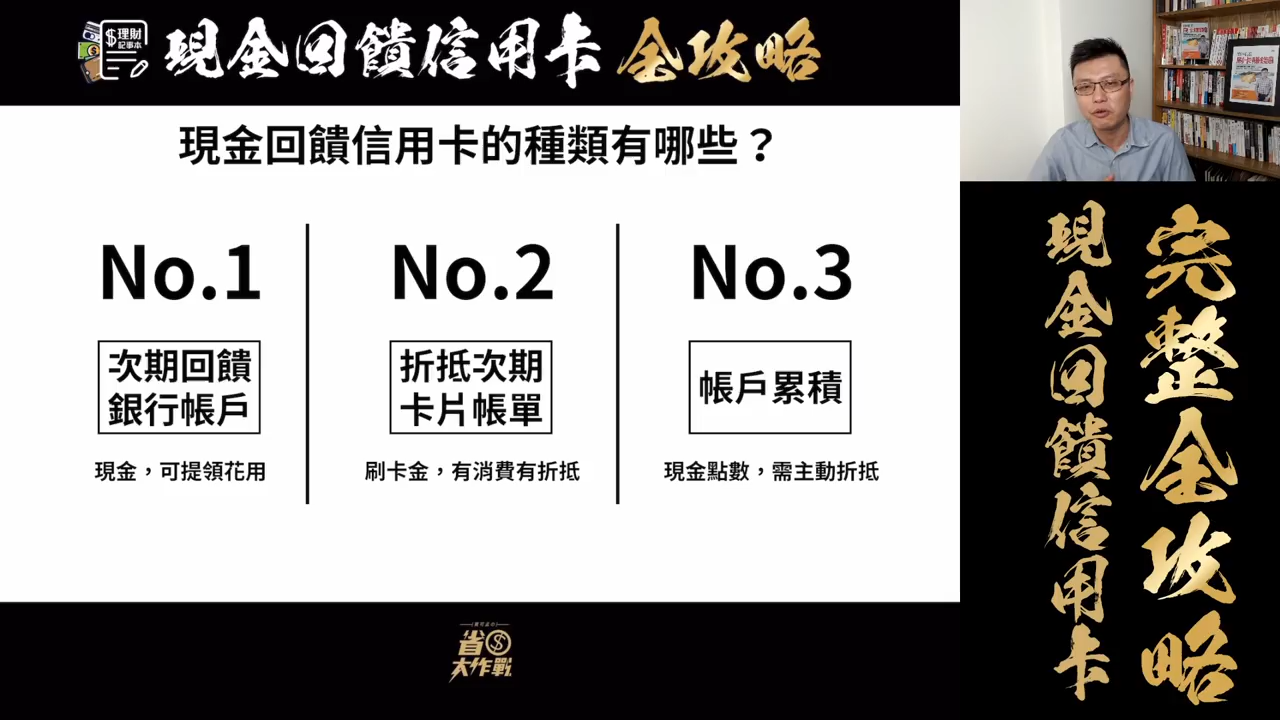 $理財
記事本
現金回饋信用卡 全攻略
現金回饋信用卡的種類有哪些？
No.1
次期回饋
銀行帳戶
現金，可提領花用
No.2
折抵次期
卡片帳單
刷卡金，有消費有折抵
No.3
帳戶累積
現金點數，需主動折抵
省$
大作戰
完整全攻略
現金回饋信用卡